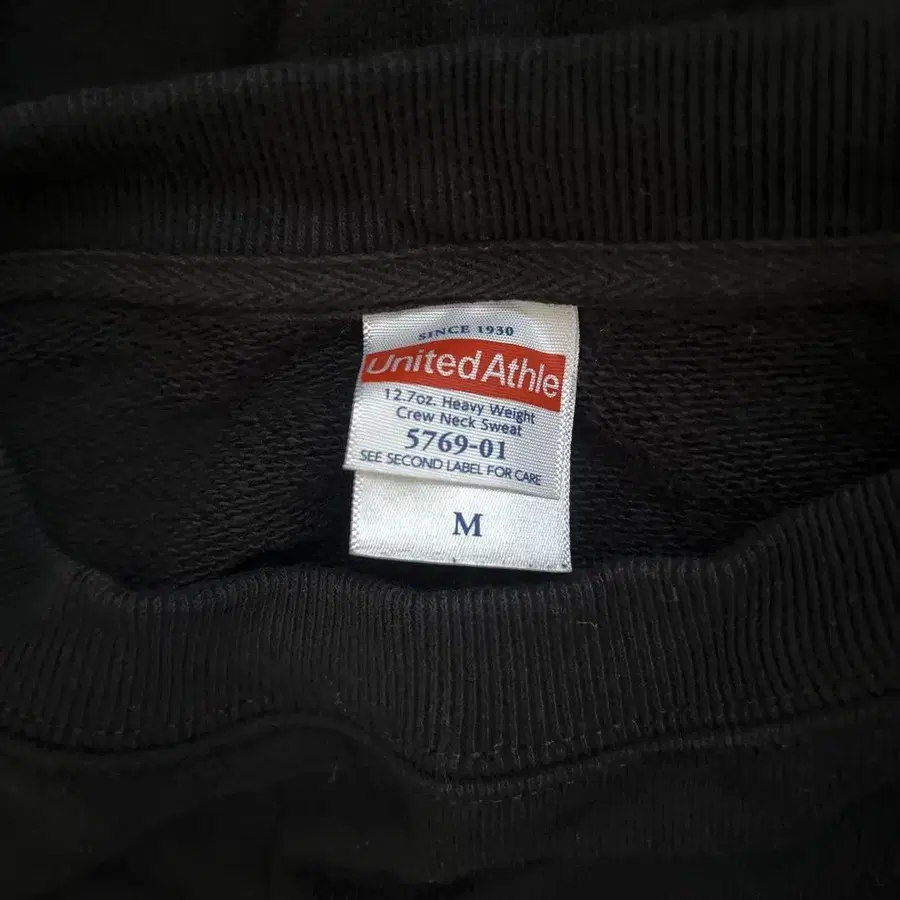 SINCE 1930
United Athle
12.7oz. Heavy Weight
Crew Neck Sweat
5769-01
SEE SECOND LABEL FOR CARE
M